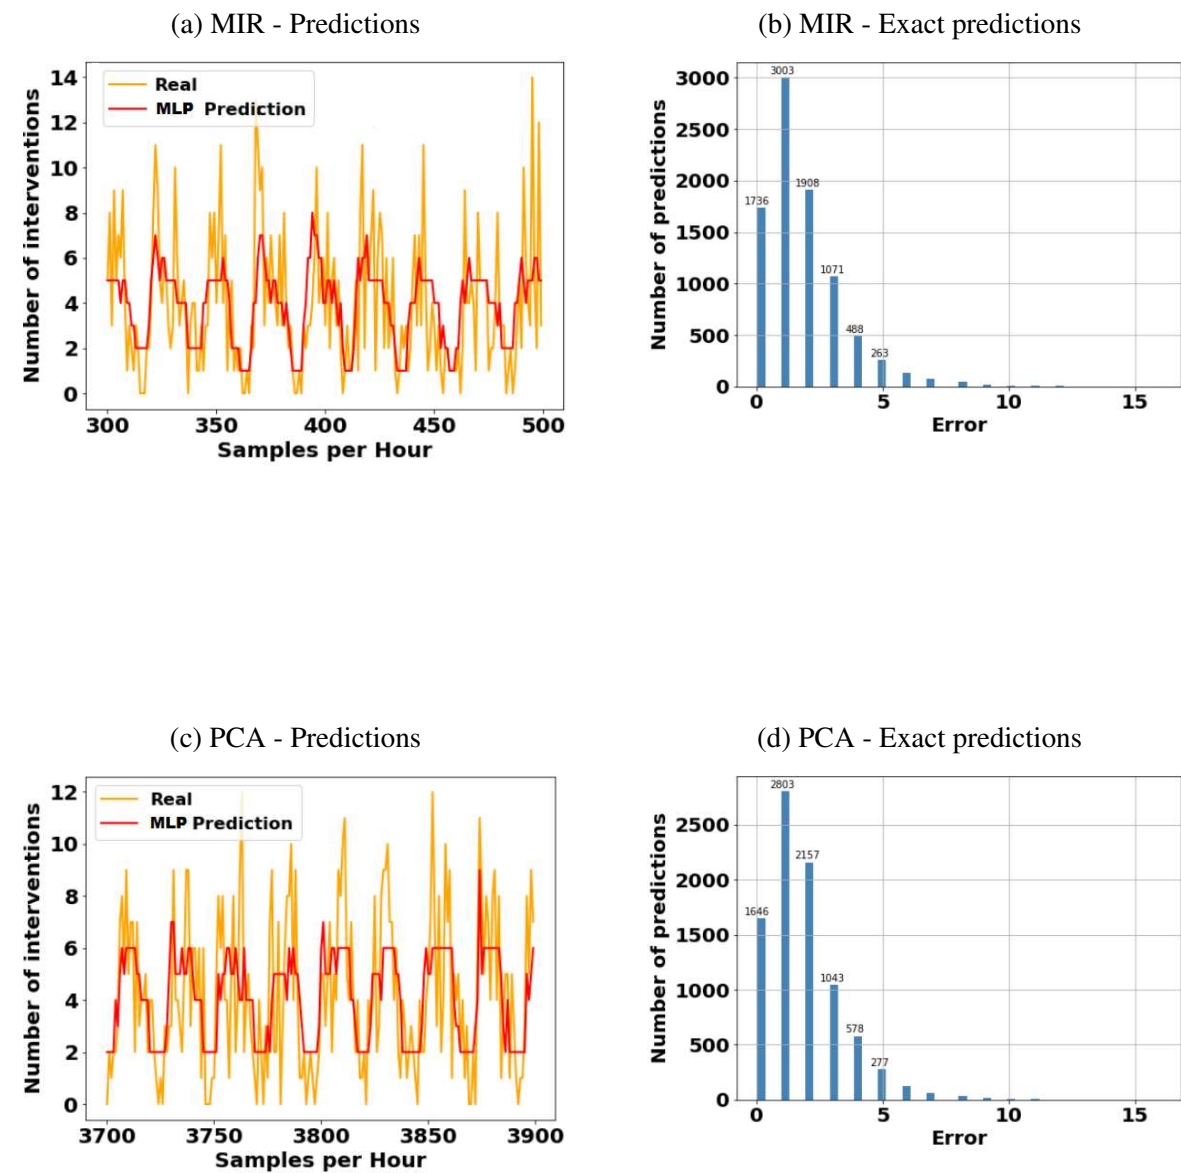 (a) MIR - Predictions
Number of interventions
14
12
10
8
6
4
2
0
Real
MLP Prediction
300 350 400 450 500
Samples per Hour
(b) MIR - Exact predictions
Number of predictions
3000
2500
2000
1500
1000
500
0
1736
3003
1908
1071
488
263
0 5 10 15
Error
(c) PCA - Predictions
Number of interventions
12
10
8
6
4
2
0
Real
MLP Prediction
3700 3750 3800 3850 3900
Samples per Hour
(d) PCA - Exact predictions
Number of predictions
2500
2000
1500
1000
500
0
1646
2803
2157
1043
578
277
0 5 10 15
Error